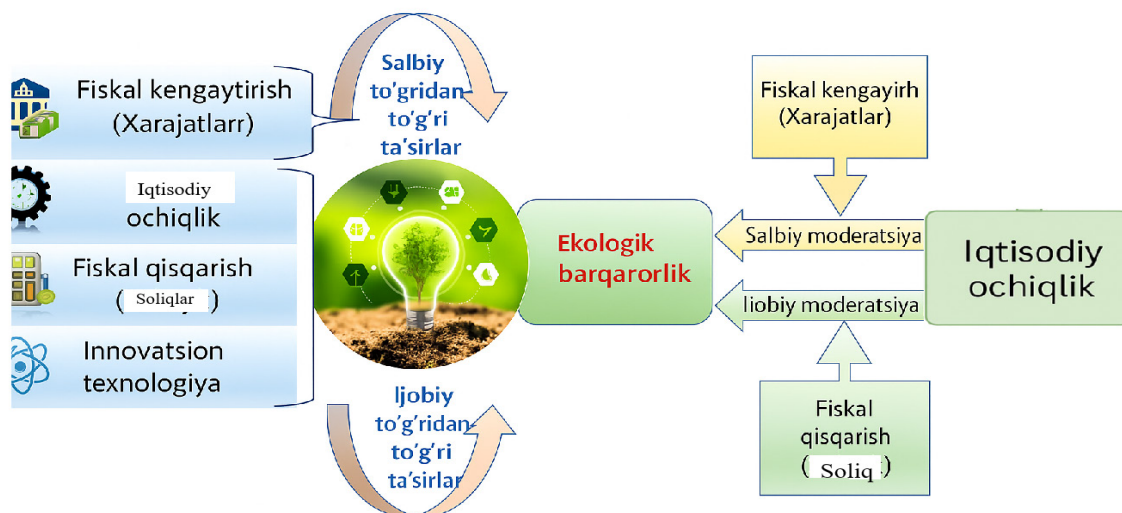 Fiskal kengaytirish
(Xarajatlarr)
Iqtisodiy
ochiqlik
Fiskal qisqarish
(Soliqlar)
Innovatsion
texnologiya
Salbiy
to'gridan-
to'g'ri
ta'sirlar
Ijobiy
to'g'ridan-
to'g'ri
ta'sirlar
Ekologik
barqarorlik
Fiskal kengayirh
(Xarajatlar)
Salbiy moderatsiya
Iiobiy moderatsiya
Iqtisodiy
ochiqlik
Fiskal
qisqarish
(Soliq)